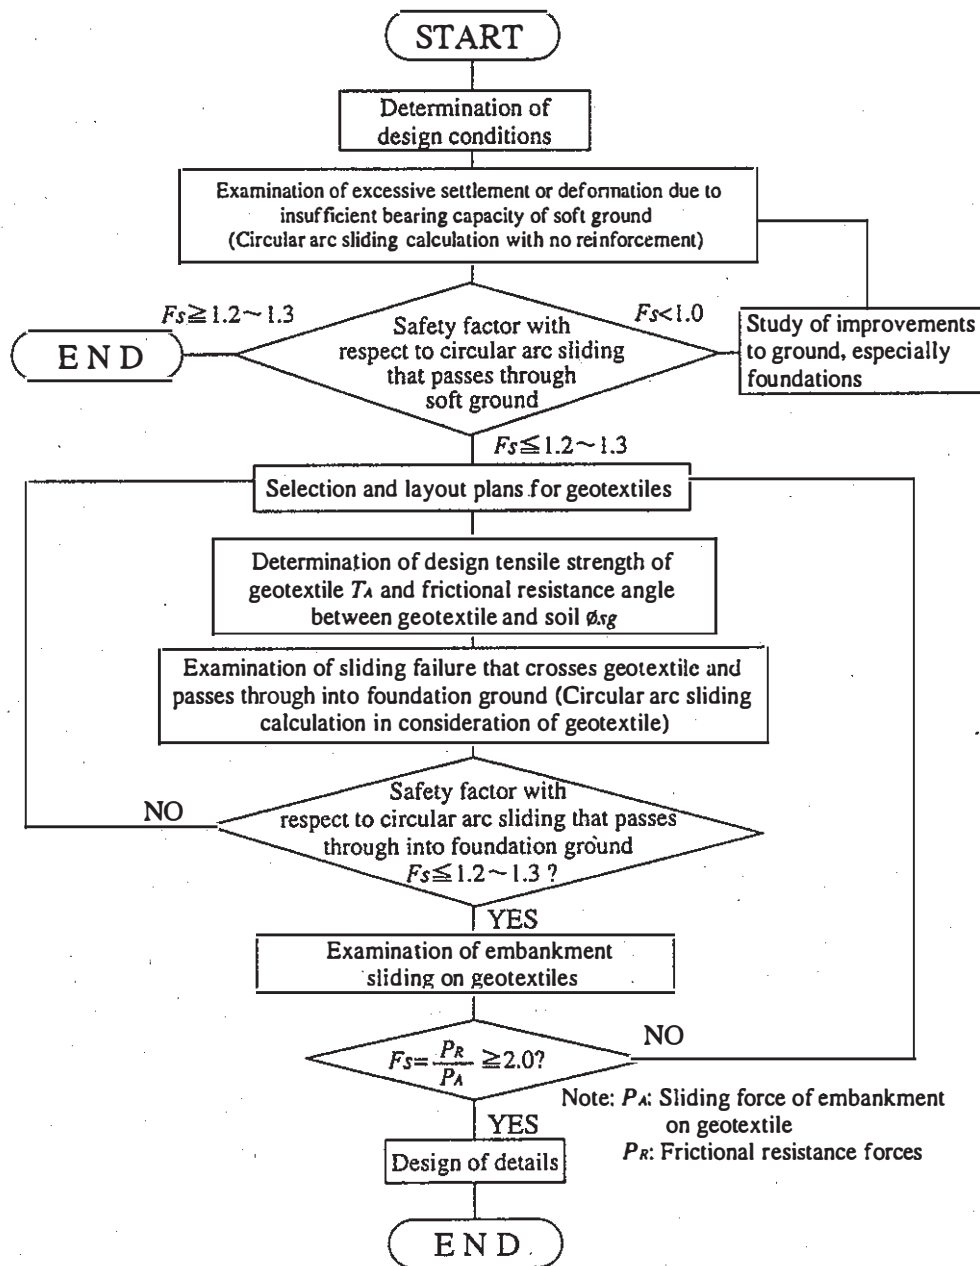 START
Determination of
design conditions
Examination of excessive settlement or deformation due to
insufficient bearing capacity of soft ground
(Circular arc sliding calculation with no reinforcement)
Fs≧1.2~1.3
Fs<1.0
END
Safety factor with
respect to circular arc sliding
that passes through
soft ground
Study of improvements
to ground, especially
foundations
Fs≦1.2~1.3
Selection and layout plans for geotextiles
Determination of design tensile strength of
geotextile TA and frictional resistance angle
between geotextile and soil øsg
Examination of sliding failure that crosses geotextile and
passes through into foundation ground (Circular arc sliding
calculation in consideration of geotextile)
NO
Safety factor with
respect to circular arc sliding that passes
through into foundation ground
Fs≦1.2~1.3 ?
YES
Examination of embankment
sliding on geotextiles
NO
Fs=PR/PA ≧2.0?
Note: PA: Sliding force of embankment
on geotextile
PR: Frictional resistance forces
YES
Design of details
END